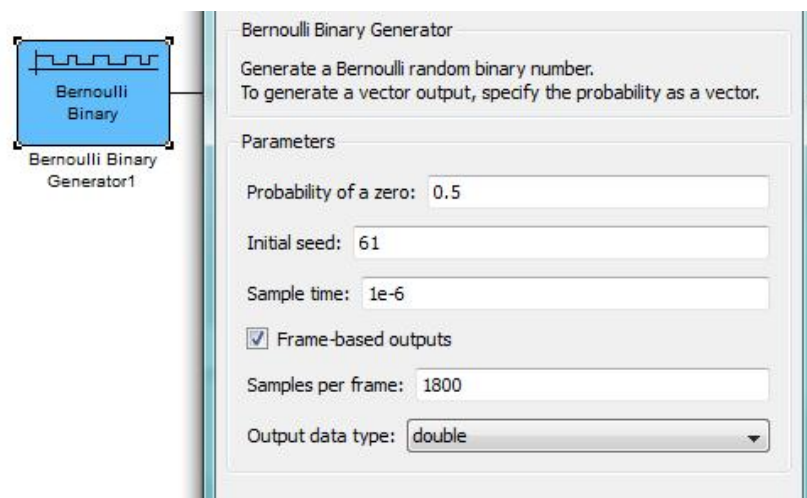 Bernoulli
Binary
Bernoulli Binary
Generator1
Bernoulli Binary Generator
Generate a Bernoulli random binary number.
To generate a vector output, specify the probability as a vector.
Parameters
Probability of a zero: 0.5
Initial seed: 61
Sample time: 1e-6
Frame-based outputs
Samples per frame: 1800
Output data type: double